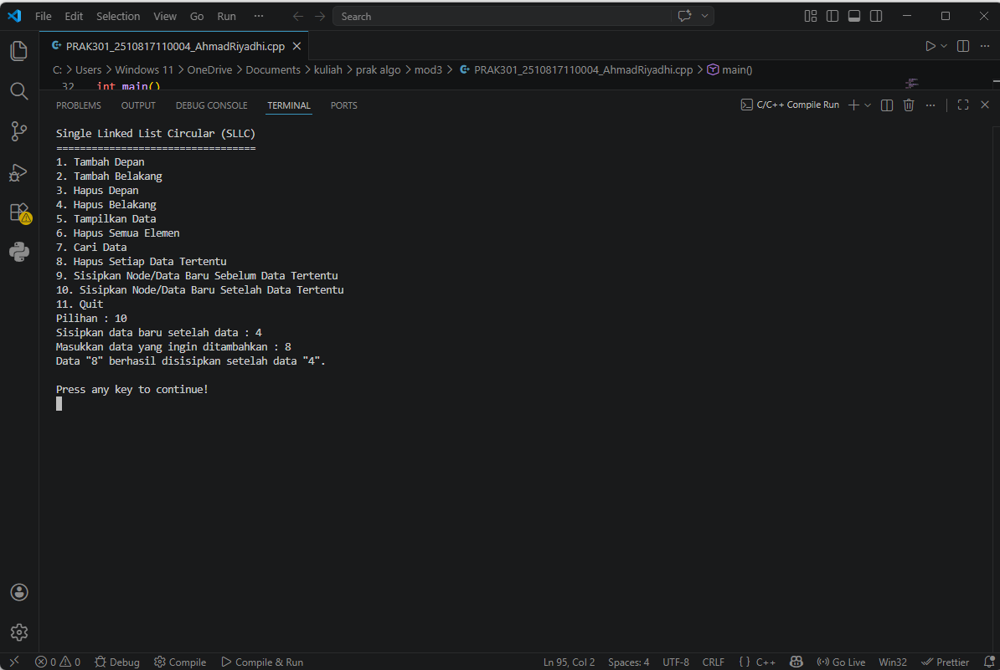 File Edit Selection View Go Run ··· Search
PRAK301_2510817110004_AhmadRiyadhi.cpp
C: > Users > Windows 11 > OneDrive > Documents > kuliah > prak algo > mod3 > PRAK301_2510817110004_AhmadRiyadhi.cpp > main()
32 int main()
PROBLEMS OUTPUT DEBUG CONSOLE TERMINAL PORTS C/C++ Compile Run
Single Linked List Circular (SLLC)
==================================
1. Tambah Depan
2. Tambah Belakang
3. Hapus Depan
4. Hapus Belakang
5. Tampilkan Data
6. Hapus Semua Elemen
7. Cari Data
8. Hapus Setiap Data Tertentu
9. Sisipkan Node/Data Baru Sebelum Data Tertentu
10. Sisipkan Node/Data Baru Setelah Data Tertentu
11. Quit
Pilihan : 10
Sisipkan data baru setelah data : 4
Masukkan data yang ingin ditambahkan : 8
Data "8" berhasil disisipkan setelah data "4".
Press any key to continue!
0 0 Debug Compile Compile & Run Ln 95, Col 2 Spaces: 4 UTF-8 CRLF { } C++ Go Live Win32 Prettier